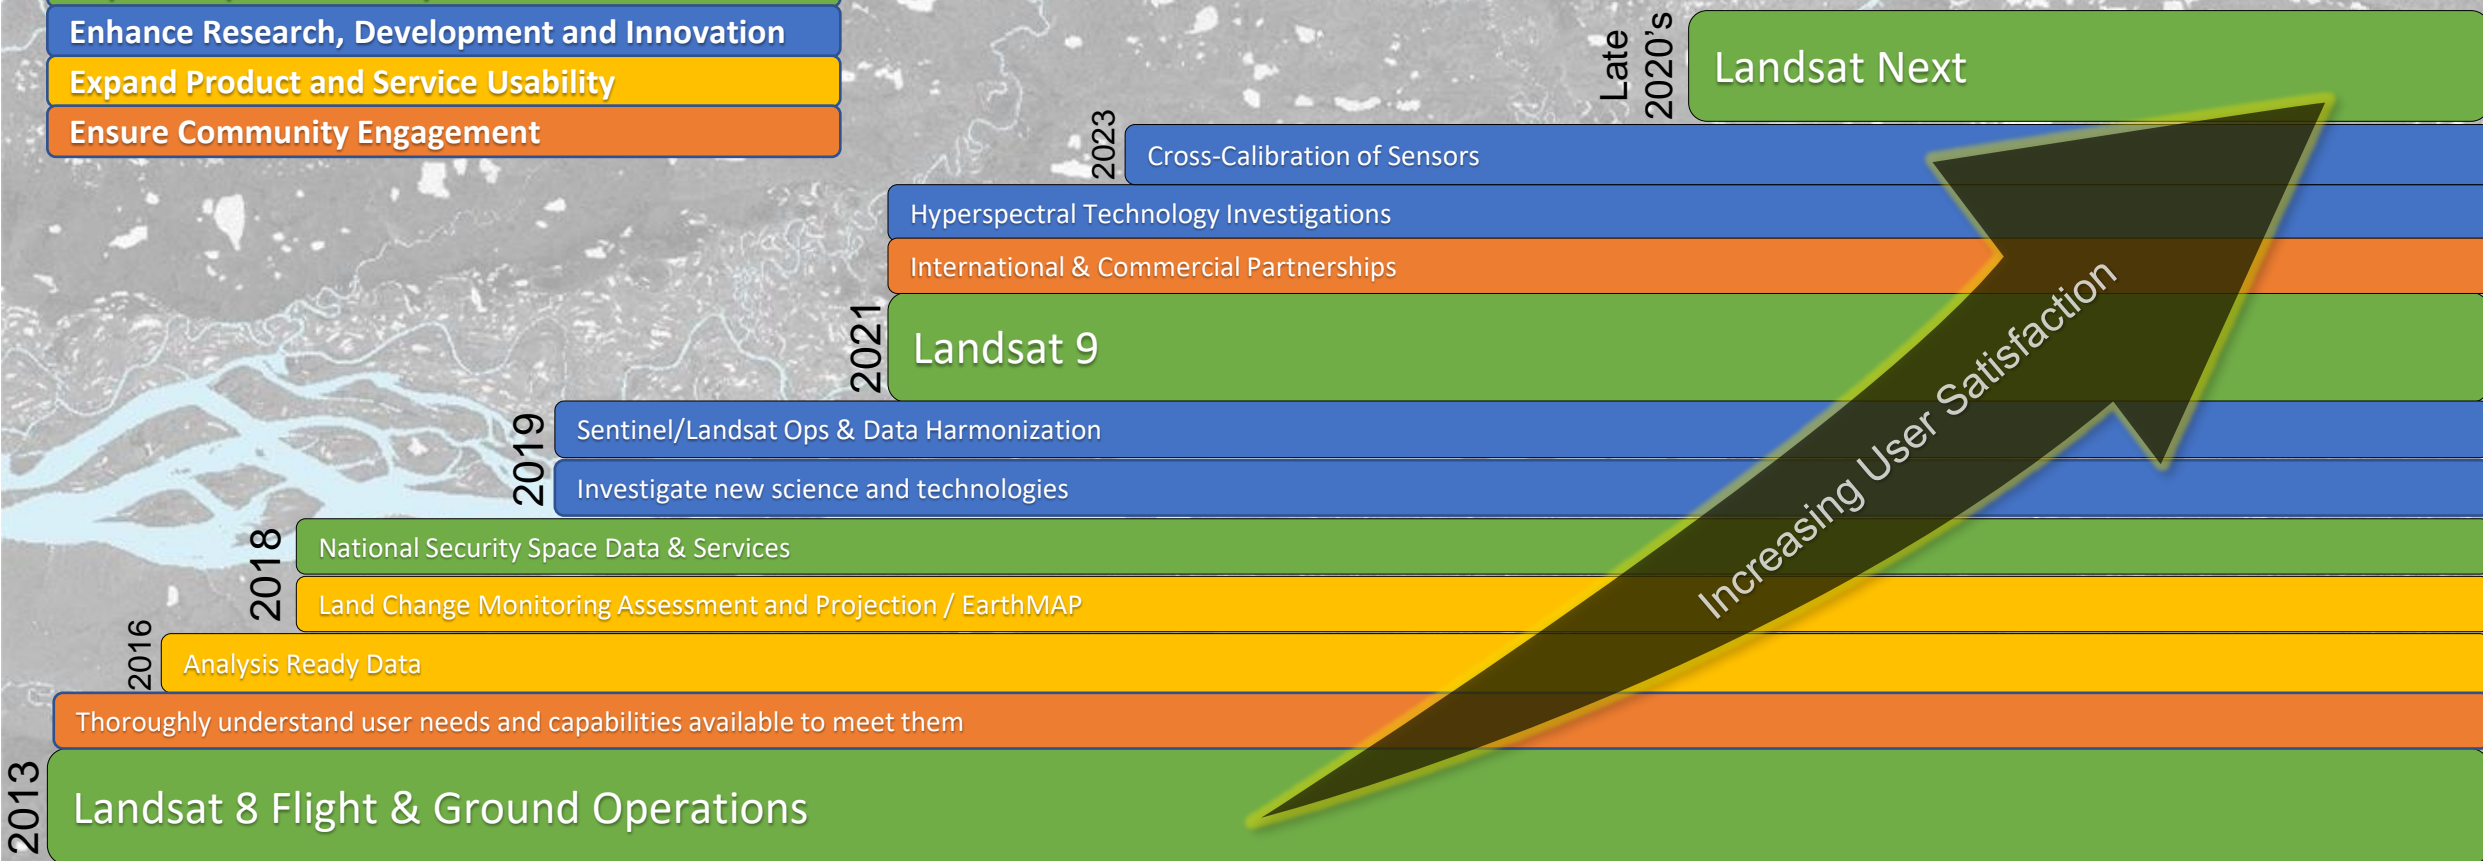 Enhance Research, Development and Innovation
Expand Product and Service Usability
Ensure Community Engagement
Late
2020's
Landsat Next
2023
Cross-Calibration of Sensors
Hyperspectral Technology Investigations
International & Commercial Partnerships
2021
Landsat 9
2019
Sentinel/Landsat Ops & Data Harmonization
Investigate new science and technologies
2018
National Security Space Data & Services
Land Change Monitoring Assessment and Projection / EarthMAP
2016
Analysis Ready Data
Thoroughly understand user needs and capabilities available to meet them
2013
Landsat 8 Flight & Ground Operations
Increasing User Satisfaction